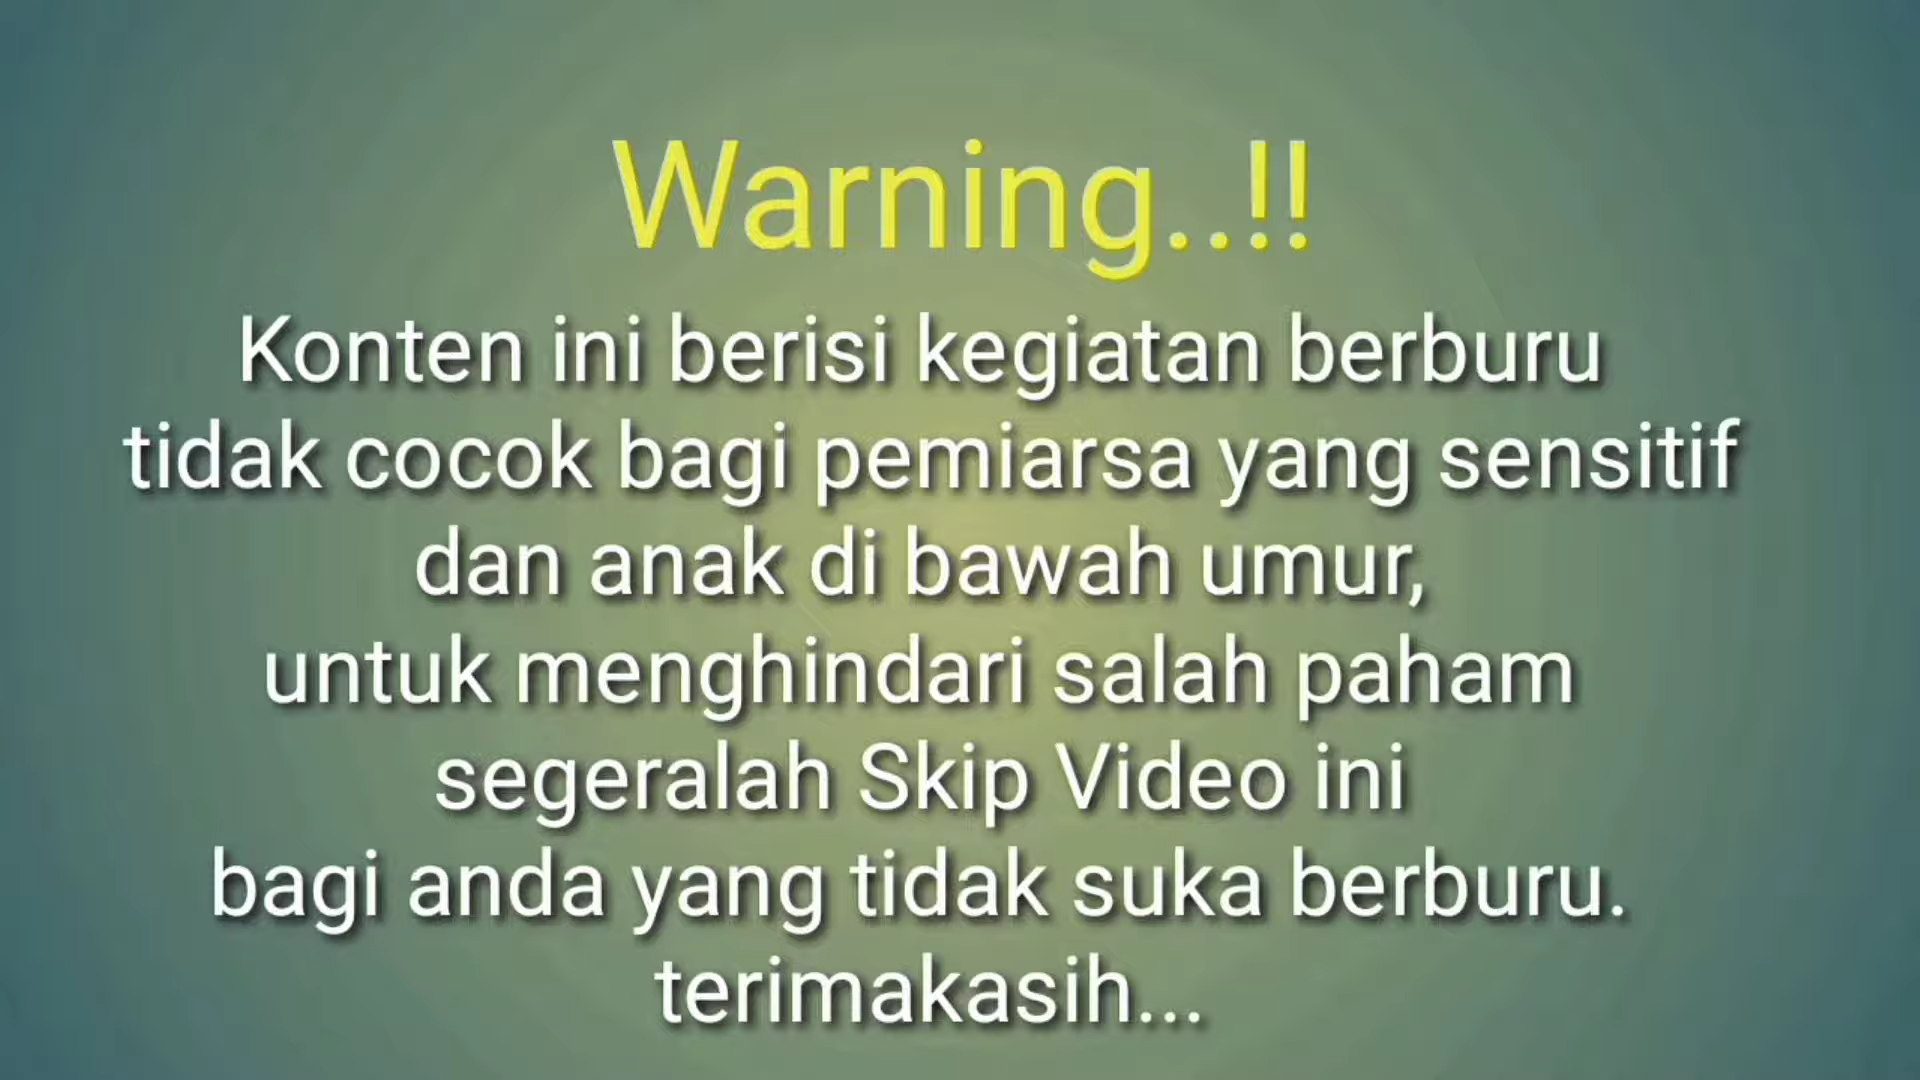 Warning..!!
Konten ini berisi kegiatan berburu
tidak cocok bagi pemiarsa yang sensitif
dan anak di bawah umur,
untuk menghindari salah paham
segeralah Skip Video ini
bagi anda yang tidak suka berburu.
terimakasih...